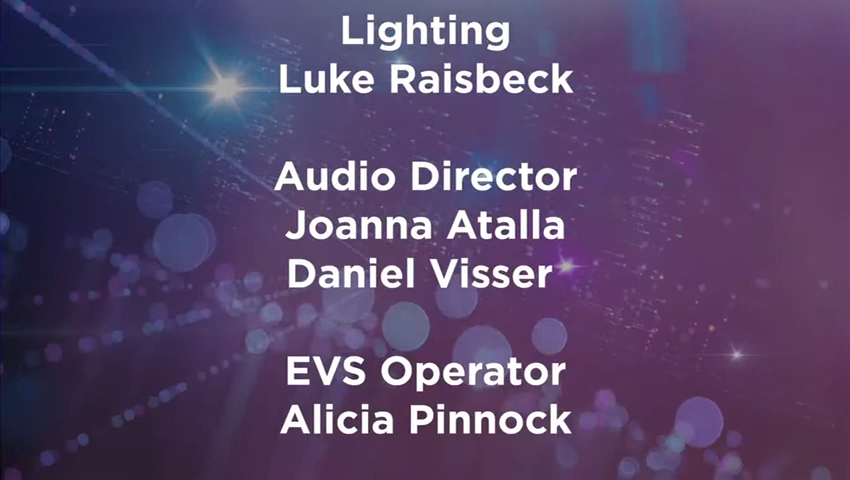 Lighting
Luke Raisbeck
Audio Director
Joanna Atalla
Daniel Visser
EVS Operator
Alicia Pinnock